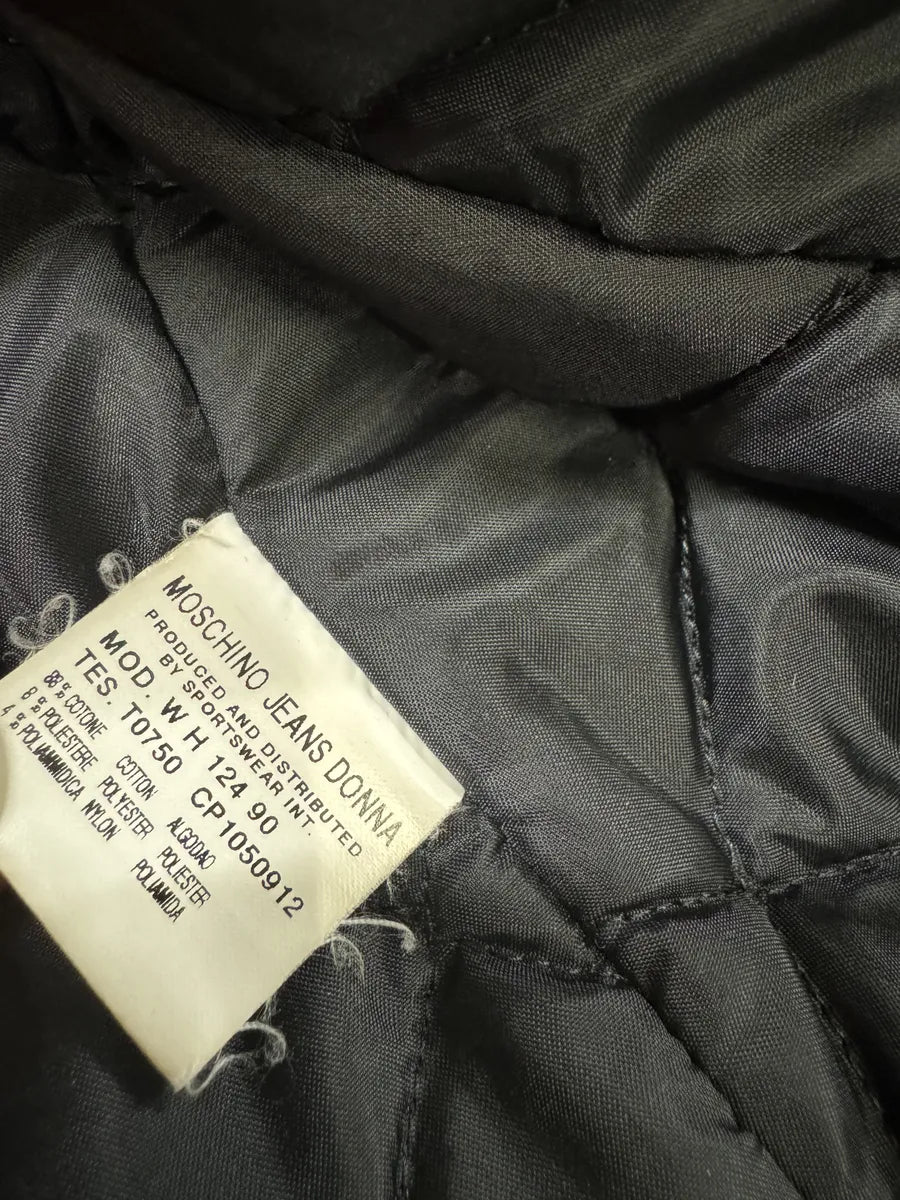 MOSCHINO JEANS DONNA
PRODUCED AND DISTRIBUTED
BY SPORTSWEAR INT.
MOD. W H 124 90
TES. T0750 CP1050912
88% COTONE COTTON ALGODAO
8% POLIESTERE POLYESTER POLIESTER
4% POLIAMMIDICA NYLON POLIAMIDA